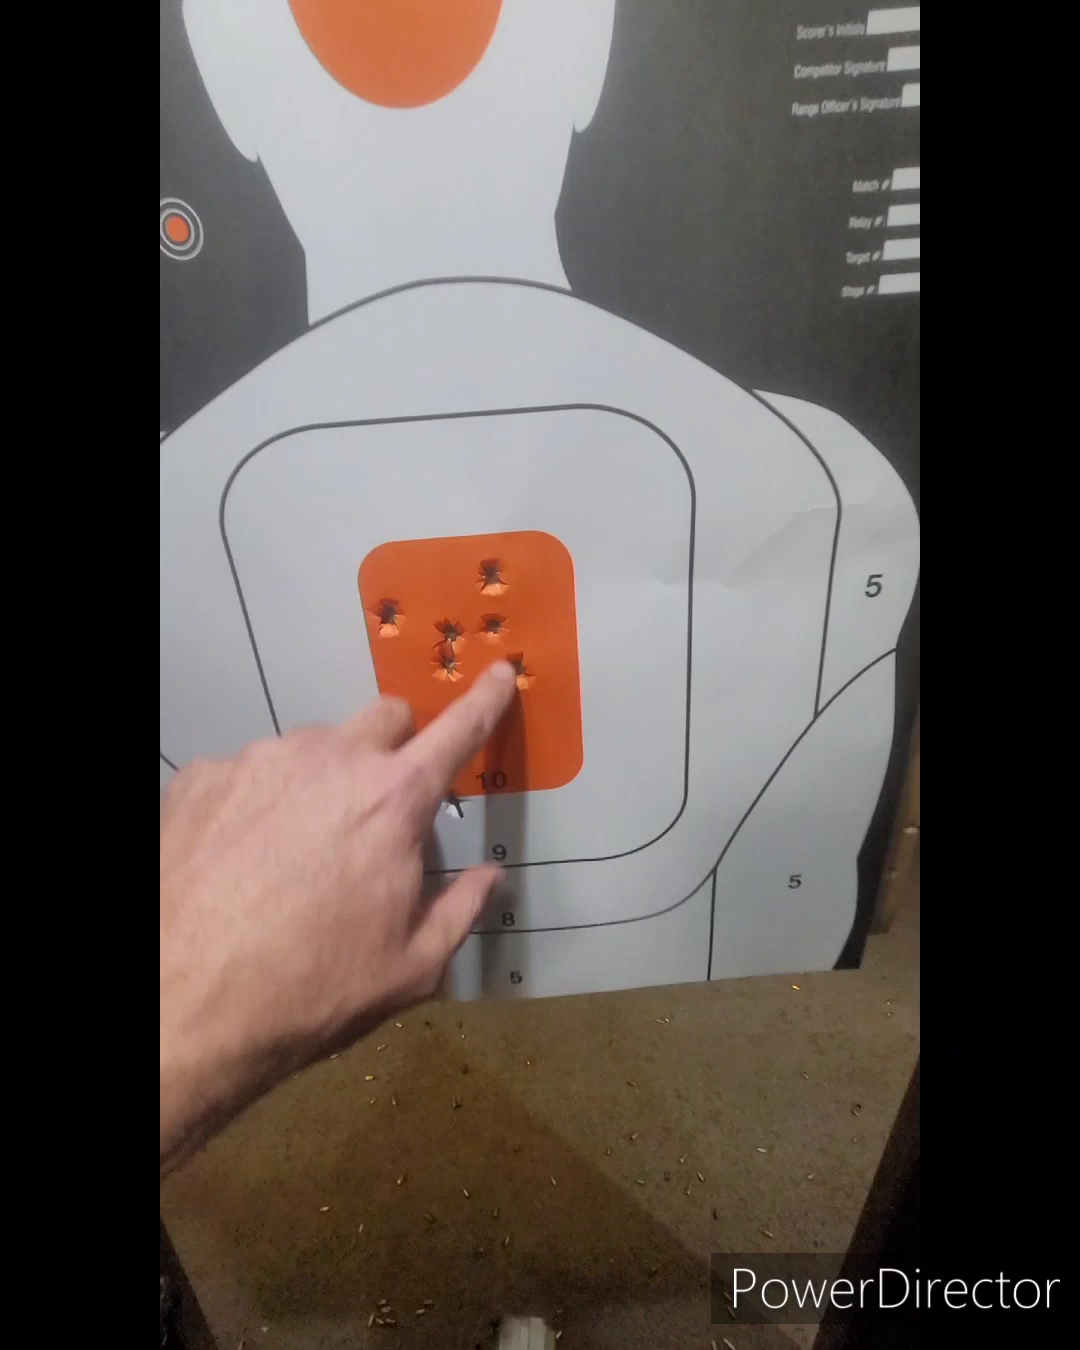 Scorer's Initials
Competitor Signature
Range Officer's Signature
Match #
Relay #
Target #
Stage #
5
10
9
5
8
5
PowerDirector